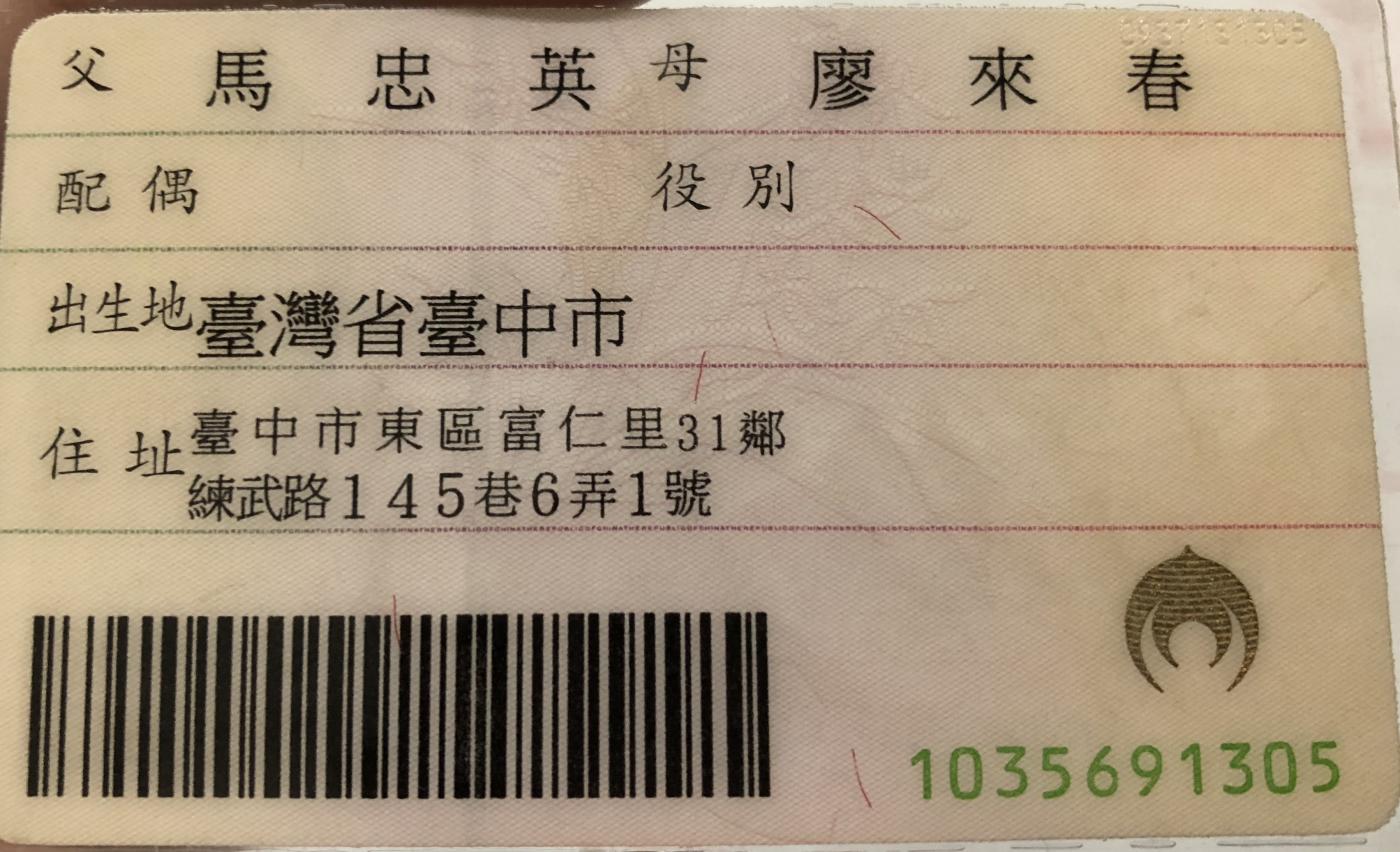 父 馬忠英 母 廖來春
配偶 役別
出生地 臺灣省臺中市
住址 臺中市東區富仁里31鄰
練武路145巷6弄1號
1035691305